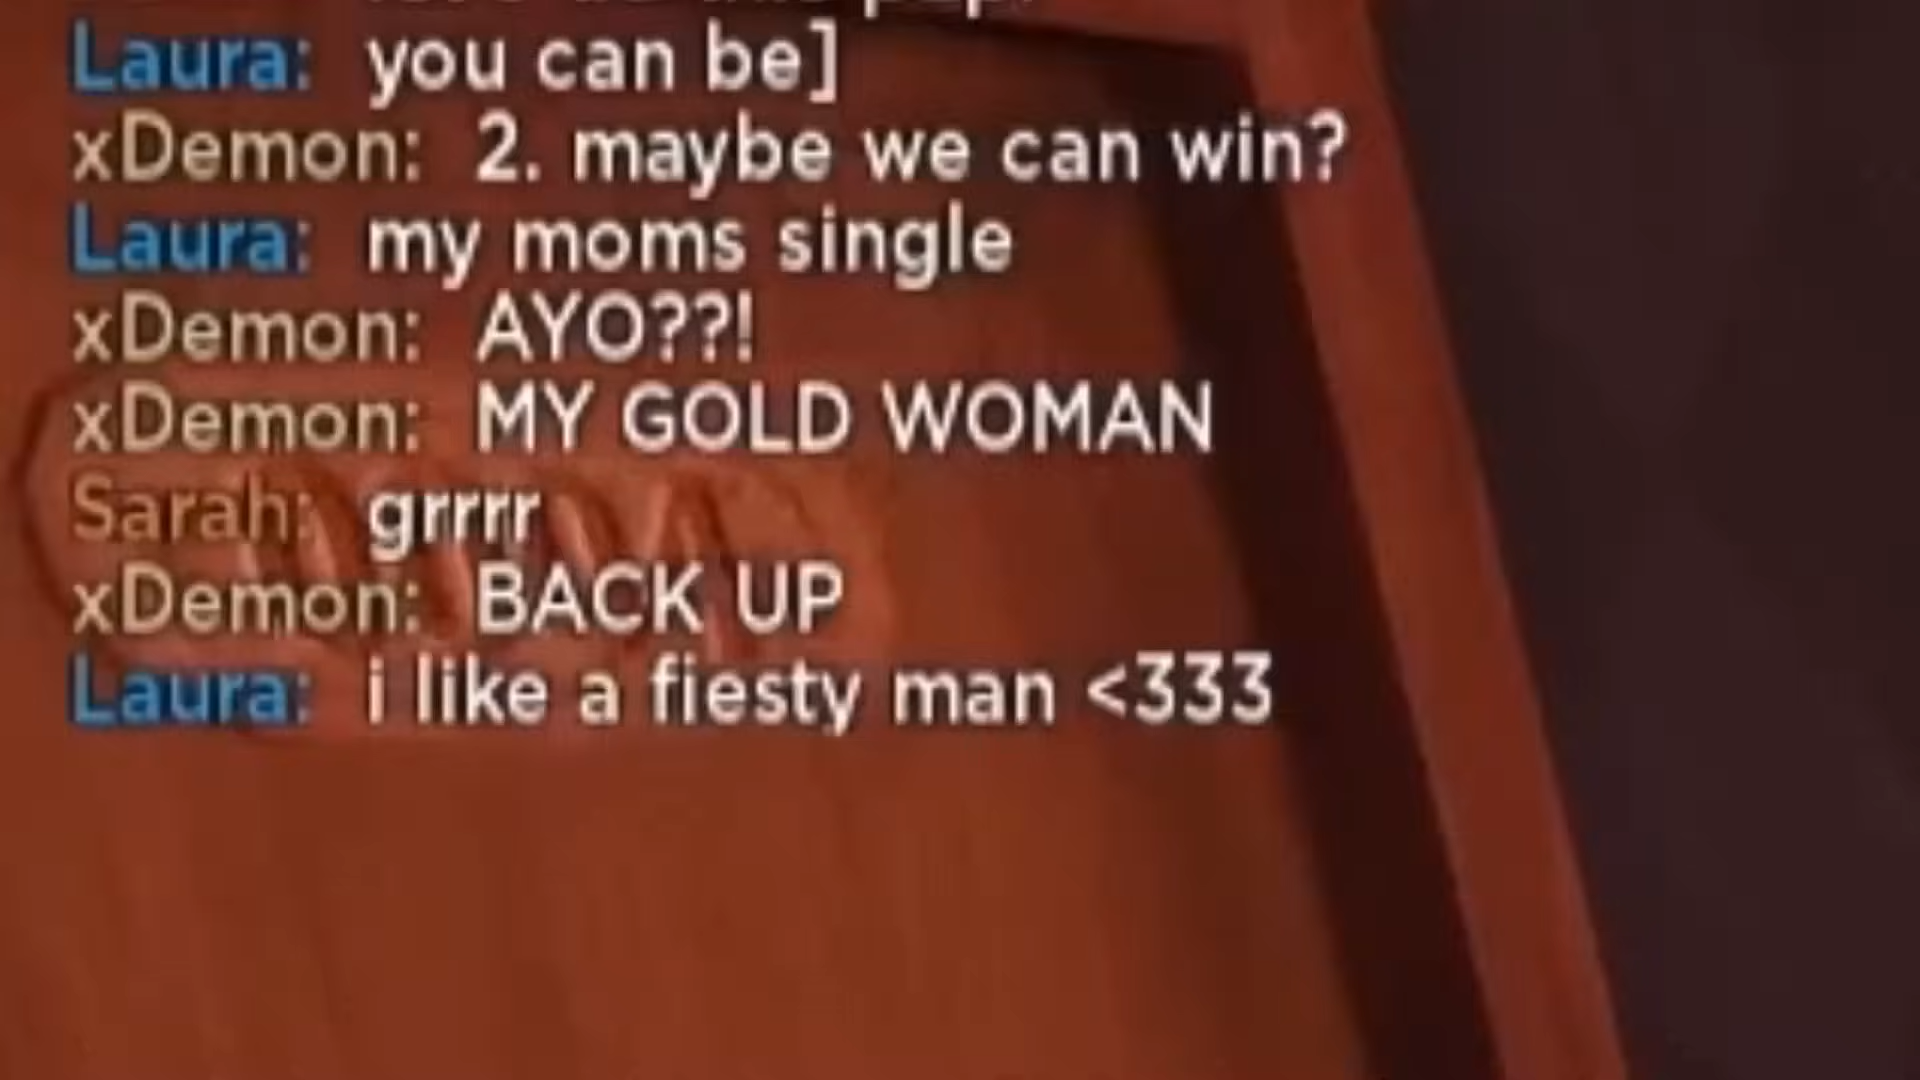 Laura: you can be]
xDemon: 2. maybe we can win?
Laura: my moms single
xDemon: AYO??!
xDemon: MY GOLD WOMAN
Sarah: grrrr
xDemon: BACK UP
Laura: i like a fiesty man <333